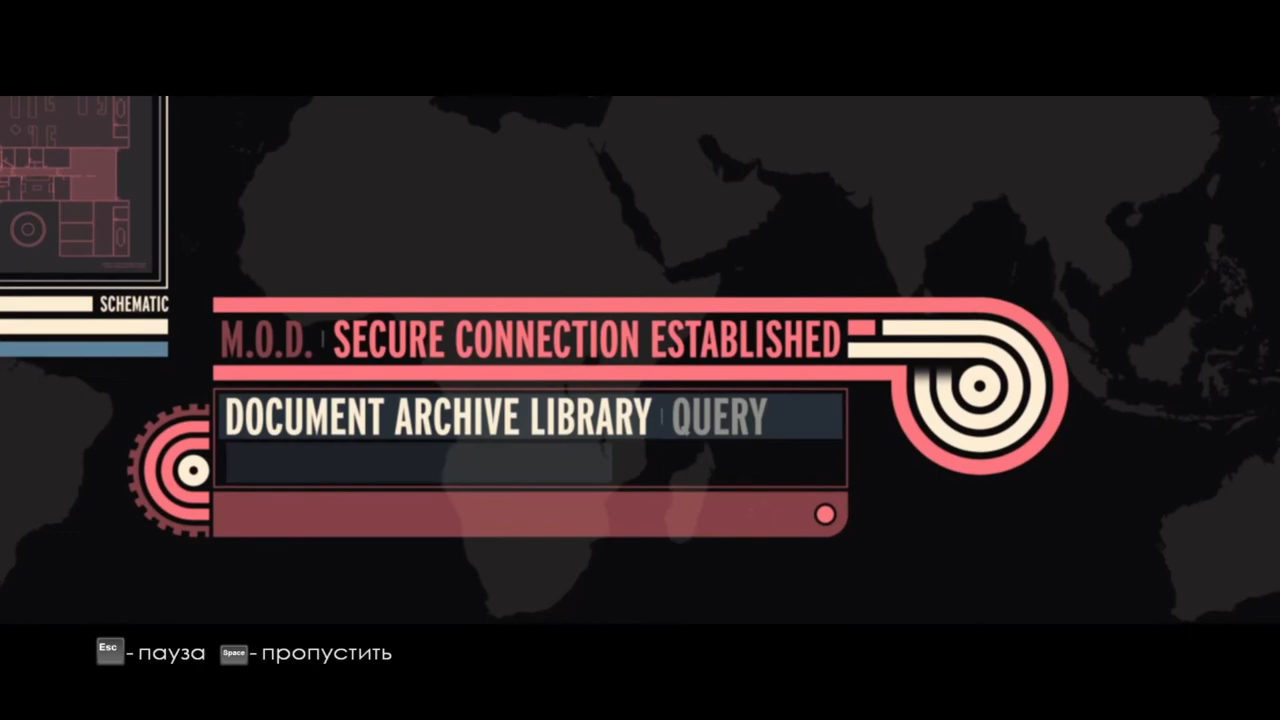 SCHEMATIC
M.O.D. SECURE CONNECTION ESTABLISHED
DOCUMENT ARCHIVE LIBRARY QUERY
Esc - пауза Space - пропустить